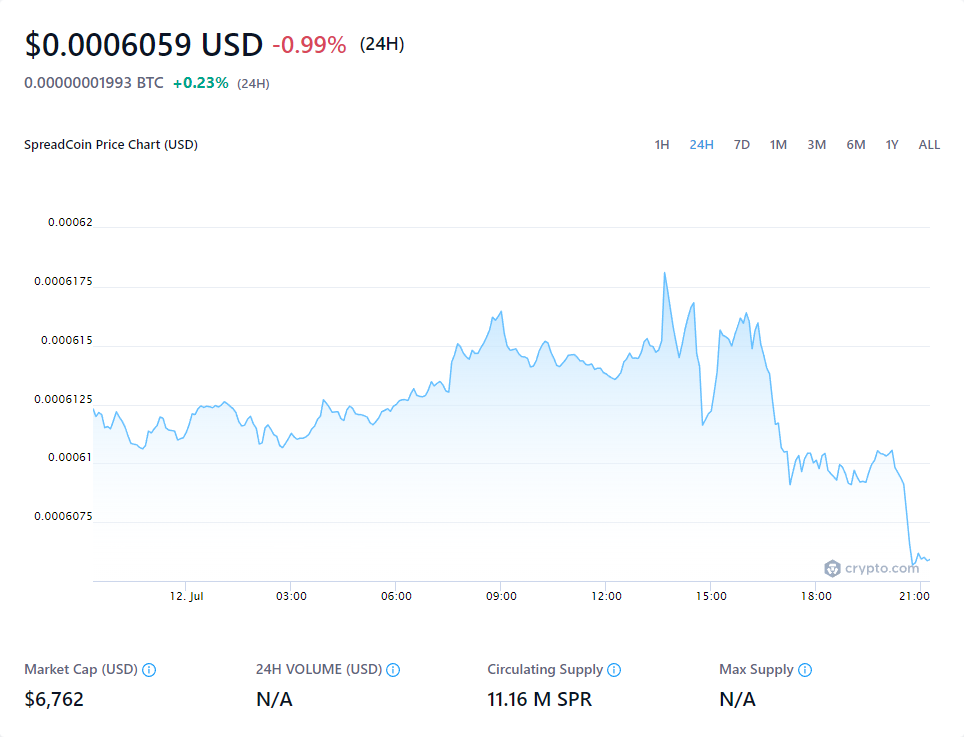 $0.0006059 USD -0.99% (24H)
0.00000001993 BTC +0.23% (24H)
SpreadCoin Price Chart (USD) 1H 24H 7D 1M 3M 6M 1Y ALL
0.00062
0.0006175
0.000615
0.0006125
0.00061
0.0006075
crypto.com
12. Jul 03:00 06:00 09:00 12:00 15:00 18:00 21:00
Market Cap (USD) 24H VOLUME (USD) Circulating Supply Max Supply
$6,762 N/A 11.16 M SPR N/A